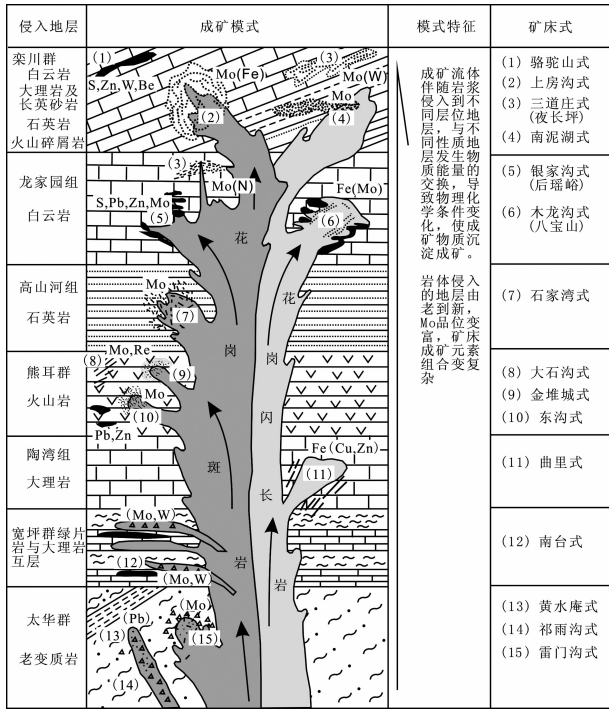 侵入地层
成矿模式
模式特征
矿床式
栾川群
白云岩
大理岩及
长英砂岩
石英岩
火山碎屑岩
龙家园组
白云岩
高山河组
石英岩
熊耳群
火山岩
陶湾组
大理岩
宽坪群绿片
岩与大理岩
互层
太华群
老变质岩
(1)
S,Zn,W,Be
Mo(Fe)
(2)
(3)
Mo(W)
Mo
(4)
(3)
Mo(N)
S,Pb,Zn,Mo
(5)
Fe(Mo)
(6)
Mo
(7)
Mo,Re
(8)
(9)
Mo
(10)
Pb,Zn
Fe(Cu,Zn)
(11)
(Mo,W)
(12)
(Mo,W)
(Mo)
(Pb)
(13)
(15)
(14)
花
岗
斑
岩
花
岗
闪
长
岩
成矿流体
伴随岩浆
侵入到不
同层位地
层，与不
同性质地
层发生物
质能量的
交换，导
致物理化
学条件变
化，使成
矿物质沉
淀成矿。
岩体侵入
的地层由
老到新，
Mo品位变
富，矿床
成矿元素
组合变复
杂
(1) 骆驼山式
(2) 上房沟式
(3) 三道庄式
(夜长坪)
(4) 南泥湖式
(5) 银家沟式
(后瑶峪)
(6) 木龙沟式
(八宝山)
(7) 石家湾式
(8) 大石沟式
(9) 金堆城式
(10) 东沟式
(11) 曲里式
(12) 南台式
(13) 黄水庵式
(14) 祁雨沟式
(15) 雷门沟式